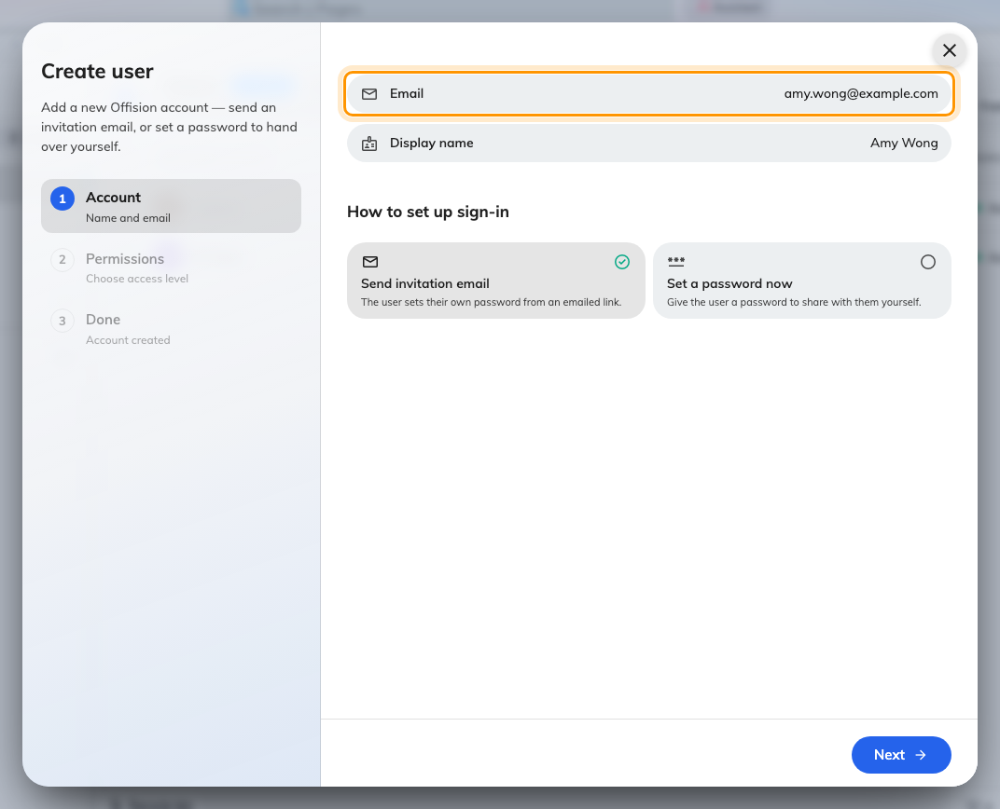 Create user
Add a new Offision account — send an
invitation email, or set a password to hand
over yourself.
1
Account
Name and email
2
Permissions
Choose access level
3
Done
Account created
Email
amy.wong@example.com
Display name
Amy Wong
How to set up sign-in
Send invitation email
The user sets their own password from an emailed link.
Set a password now
Give the user a password to share with them yourself.
Next